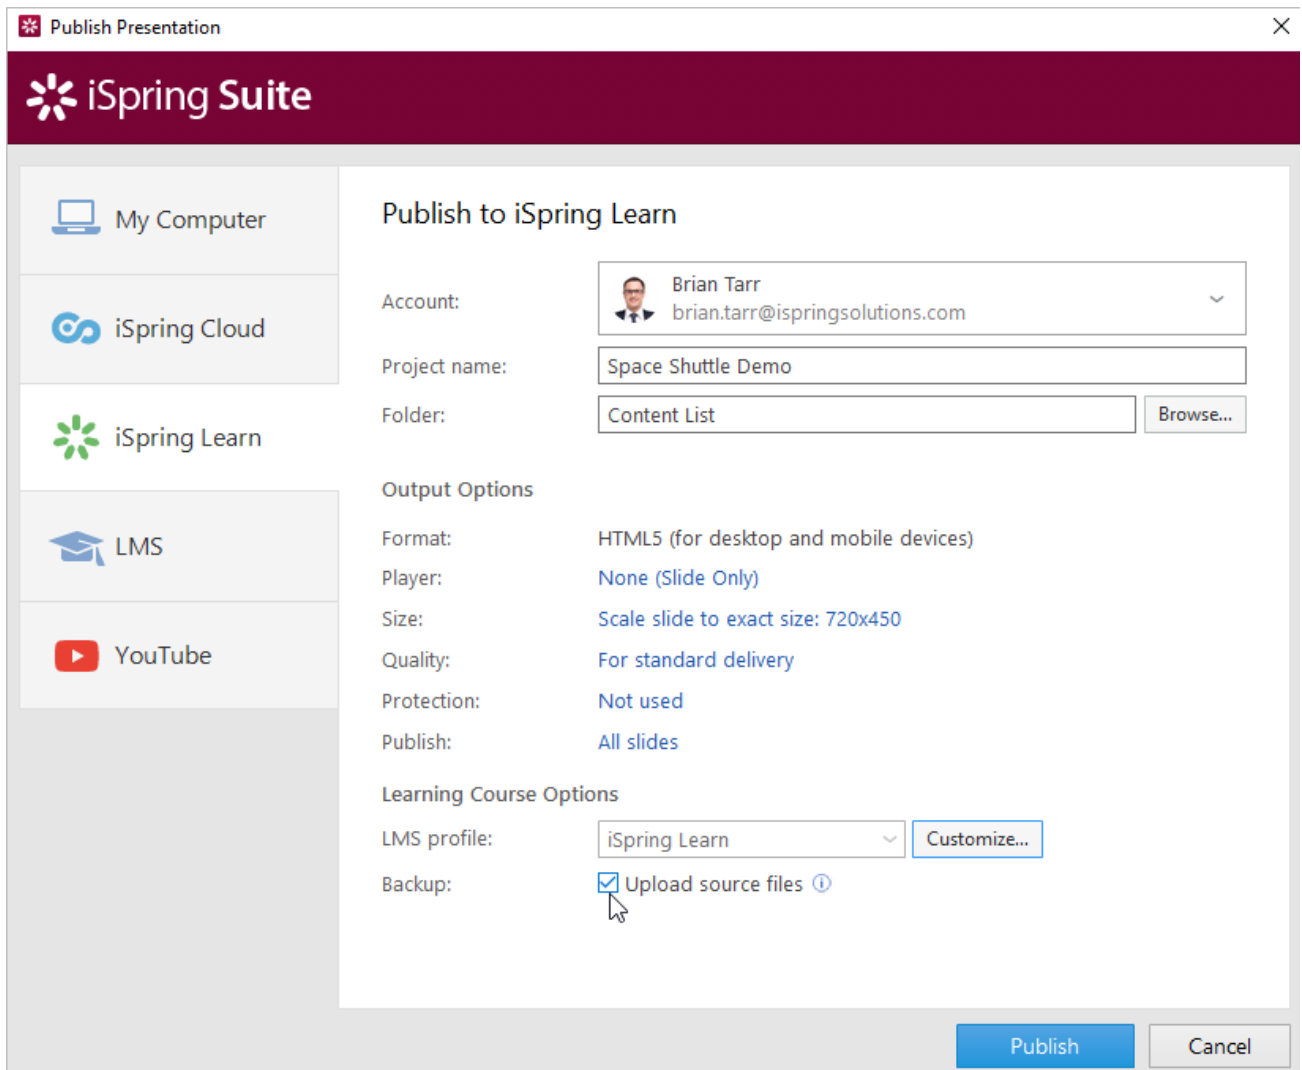 Publish Presentation
iSpring Suite
My Computer
iSpring Cloud
iSpring Learn
LMS
YouTube
Publish to iSpring Learn
Account:
Brian Tarr
brian.tarr@ispringsolutions.com
Project name: Space Shuttle Demo
Folder: Content List Browse...
Output Options
Format: HTML5 (for desktop and mobile devices)
Player: None (Slide Only)
Size: Scale slide to exact size: 720x450
Quality: For standard delivery
Protection: Not used
Publish: All slides
Learning Course Options
LMS profile: iSpring Learn Customize...
Backup: Upload source files
Publish Cancel